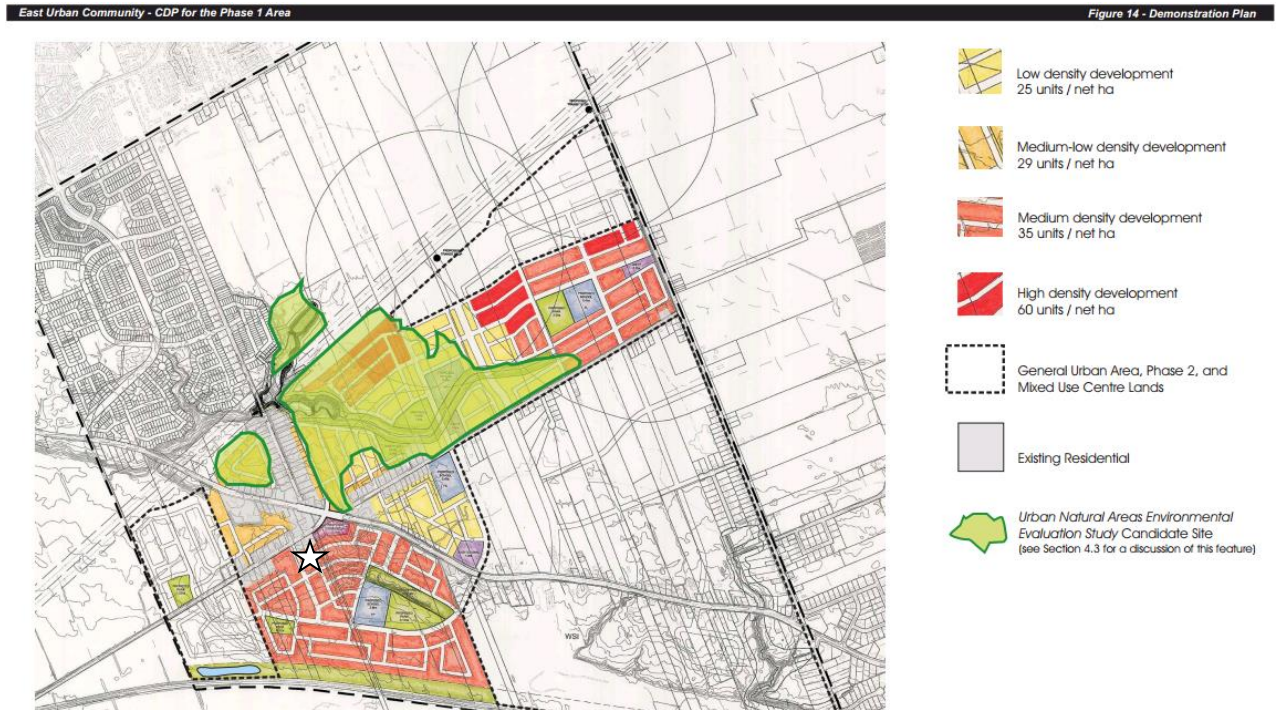 East Urban Community - CDP for the Phase 1 Area
Figure 14 - Demonstration Plan
Low density development
25 units / net ha
Medium-low density development
29 units / net ha
Medium density development
35 units / net ha
High density development
60 units / net ha
General Urban Area, Phase 2, and
Mixed Use Centre Lands
Existing Residential
Urban Natural Areas Environmental
Evaluation Study Candidate Site
(see Section 4.3 for a discussion of this feature)
WSI